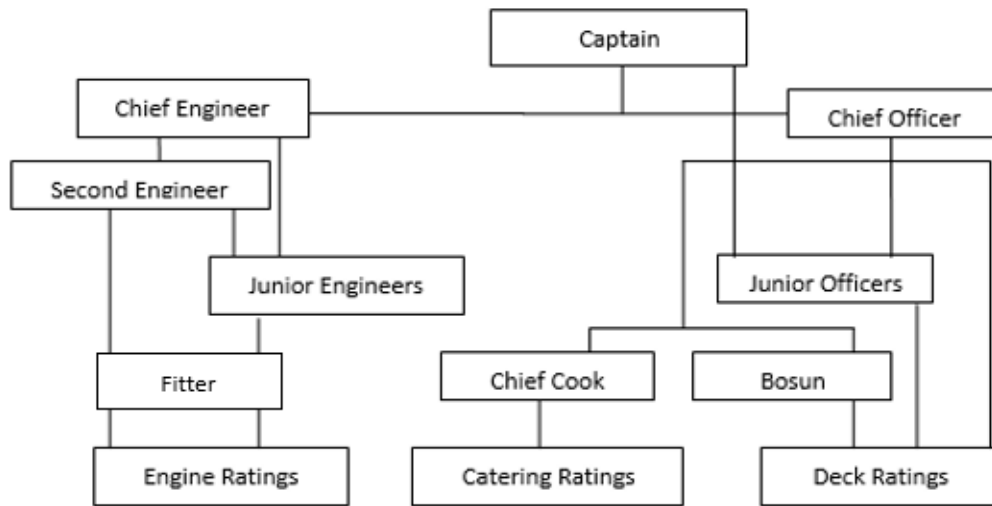 Captain
Chief Engineer
Chief Officer
Second Engineer
Junior Engineers
Junior Officers
Fitter
Chief Cook
Bosun
Engine Ratings
Catering Ratings
Deck Ratings